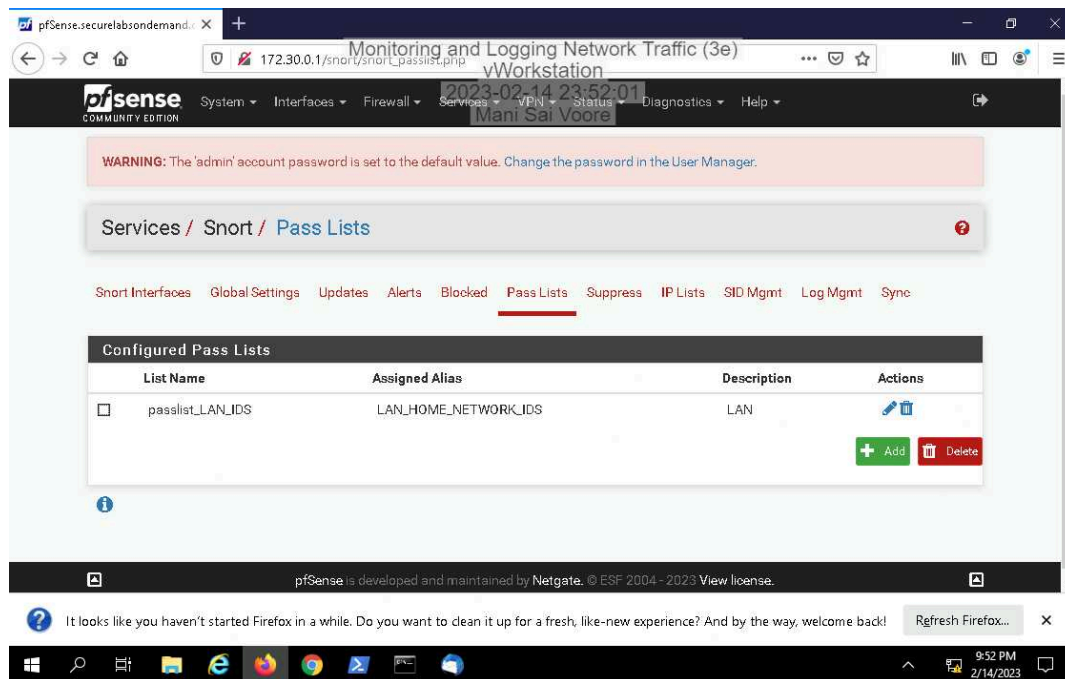 pfSense.securelabsondemand.c
172.30.0.1/snort/snort_passlist.php
Monitoring and Logging Network Traffic (3e)
vWorkstation
2023-02-14 23:52:01
Mani Sai Voore
pfsense
COMMUNITY EDITION
System Interfaces Firewall Services VPN Status Diagnostics Help
WARNING: The 'admin' account password is set to the default value. Change the password in the User Manager.
Services / Snort / Pass Lists
Snort Interfaces Global Settings Updates Alerts Blocked Pass Lists Suppress IP Lists SID Mgmt Log Mgmt Sync
Configured Pass Lists
List Name Assigned Alias Description Actions
passlist_LAN_IDS LAN_HOME_NETWORK_IDS LAN
Add Delete
pfSense is developed and maintained by Netgate. © ESF 2004 - 2023 View license.
It looks like you haven't started Firefox in a while. Do you want to clean it up for a fresh, like-new experience? And by the way, welcome back! Refresh Firefox...
9:52 PM
2/14/2023